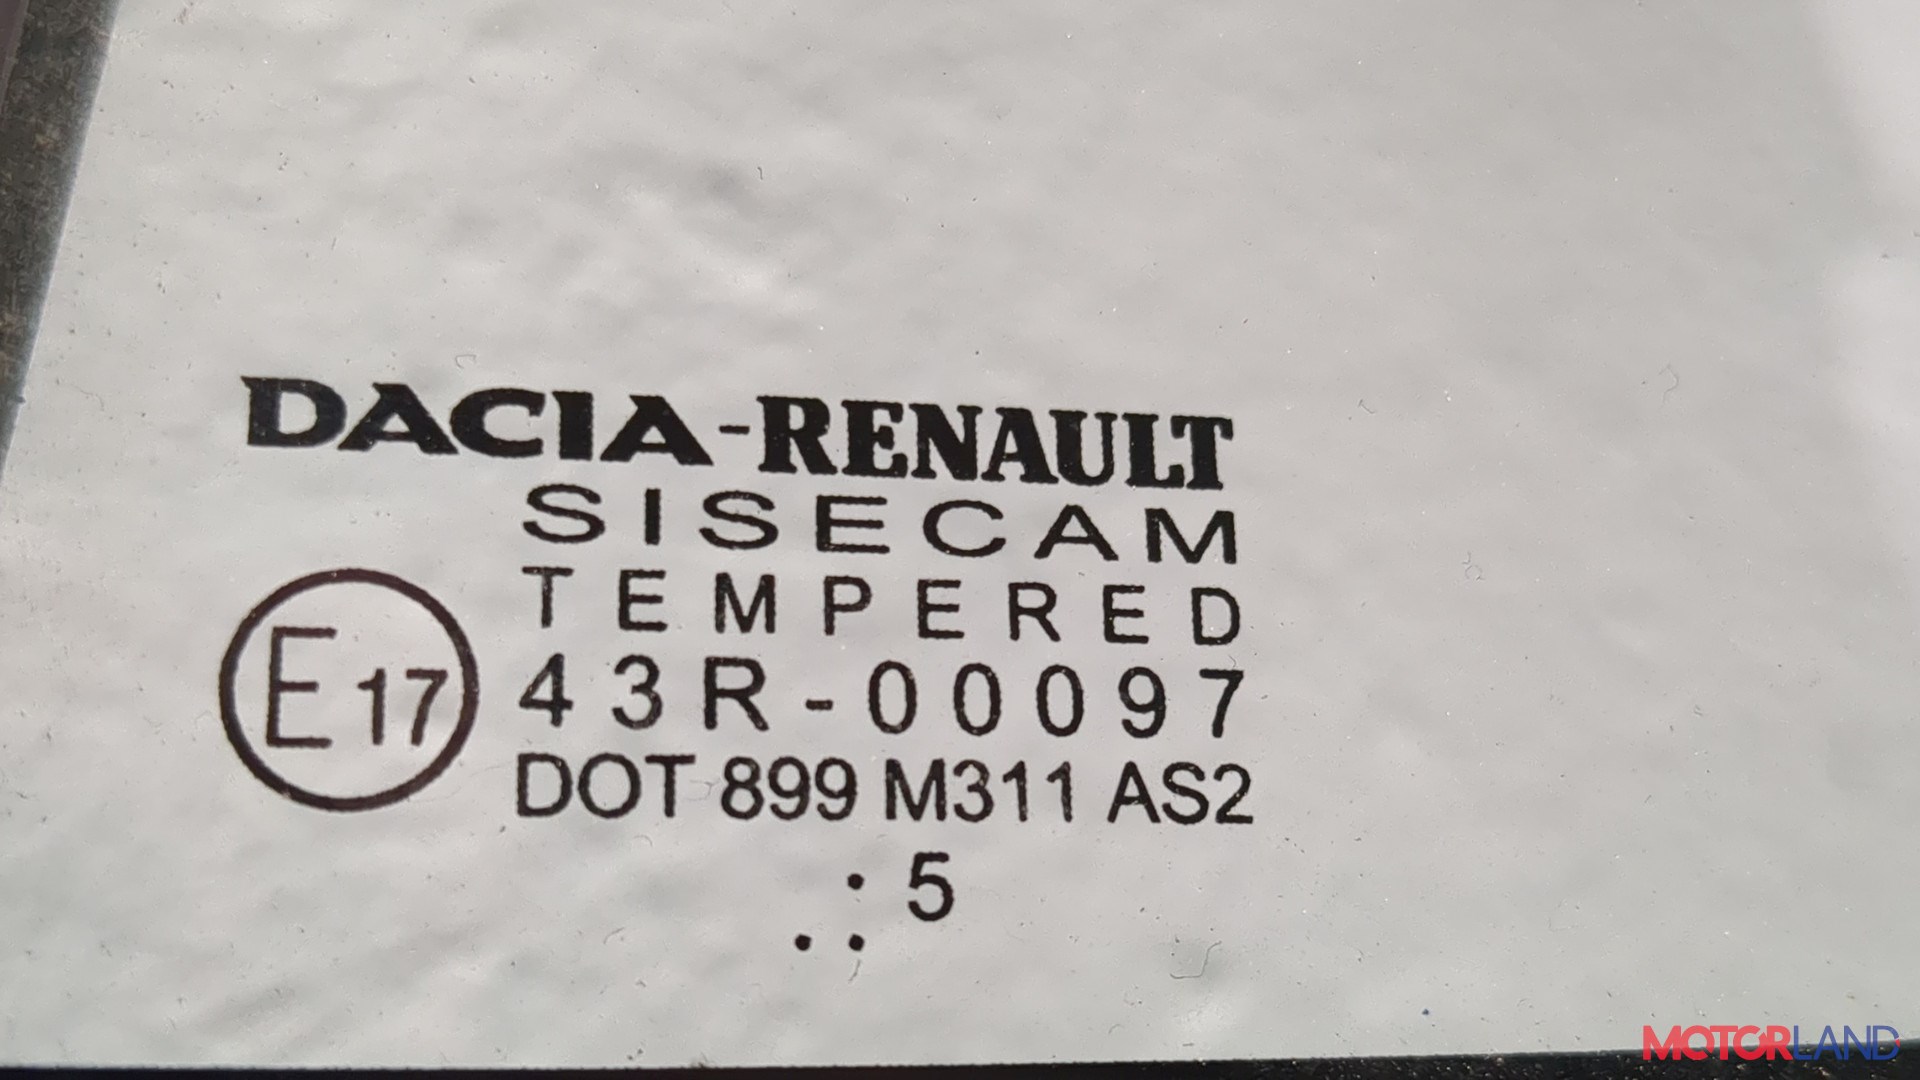 DACIA-RENAULT
SISECAM
TEMPERED
E17
43R-00097
DOT 899 M311 AS2
.:5
MOTORLAND